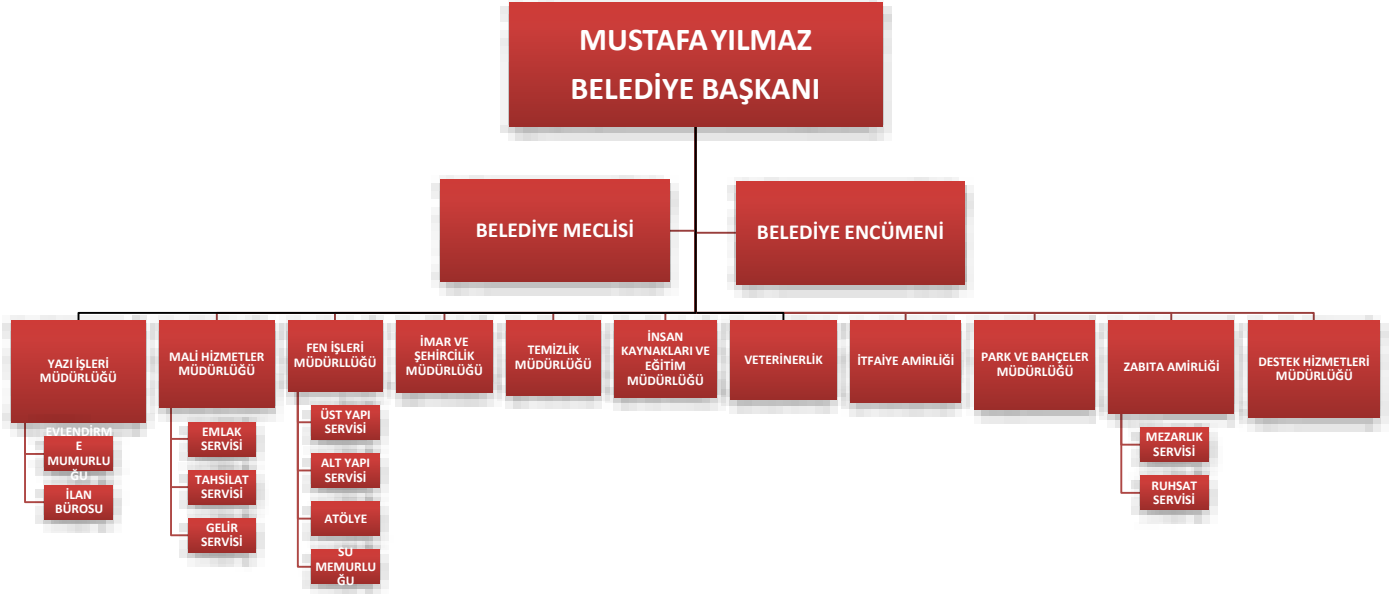 MUSTAFA YILMAZ
BELEDİYE BAŞKANI
BELEDİYE MECLİSİ
BELEDİYE ENCÜMENİ
YAZI İŞLERİ
MÜDÜRLÜĞÜ
EVLENDİRM
E
MUMURLU
ĞU
İLAN
BÜROSU
MALİ HİZMETLER
MÜDÜRLÜĞÜ
EMLAK
SERVİSİ
TAHSİLAT
SERVİSİ
GELİR
SERVİSİ
FEN İŞLERİ
MÜDÜRLLÜĞÜ
ÜST YAPI
SERVİSİ
ALT YAPI
SERVİSİ
ATÖLYE
SU
MEMURLU
ĞU
İMAR VE
ŞEHİRCİLİK
MÜDÜRLÜĞÜ
TEMİZLİK
MÜDÜRLÜĞÜ
İNSAN
KAYNAKLARI VE
EĞİTİM
MÜDÜRLÜĞÜ
VETERİNERLİK
İTFAİYE AMİRLİĞİ
PARK VE BAHÇELER
MÜDÜRLÜĞÜ
ZABITA AMİRLİĞİ
MEZARLIK
SERVİSİ
RUHSAT
SERVİSİ
DESTEK HİZMETLERİ
MÜDÜRLÜĞÜ